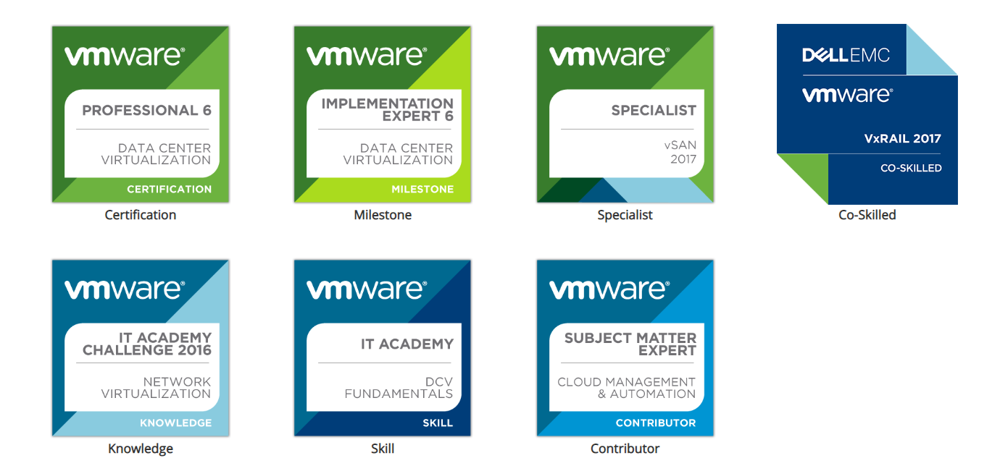 vmware®
PROFESSIONAL 6
DATA CENTER
VIRTUALIZATION
CERTIFICATION
Certification
vmware®
IMPLEMENTATION
EXPERT 6
DATA CENTER
VIRTUALIZATION
MILESTONE
Milestone
vmware®
SPECIALIST
vSAN
2017
Specialist
DELLEMC
vmware®
VxRAIL 2017
CO-SKILLED
Co-Skilled
vmware®
IT ACADEMY
CHALLENGE 2016
NETWORK
VIRTUALIZATION
KNOWLEDGE
Knowledge
vmware®
IT ACADEMY
DCV
FUNDAMENTALS
SKILL
Skill
vmware®
SUBJECT MATTER
EXPERT
CLOUD MANAGEMENT
& AUTOMATION
CONTRIBUTOR
Contributor